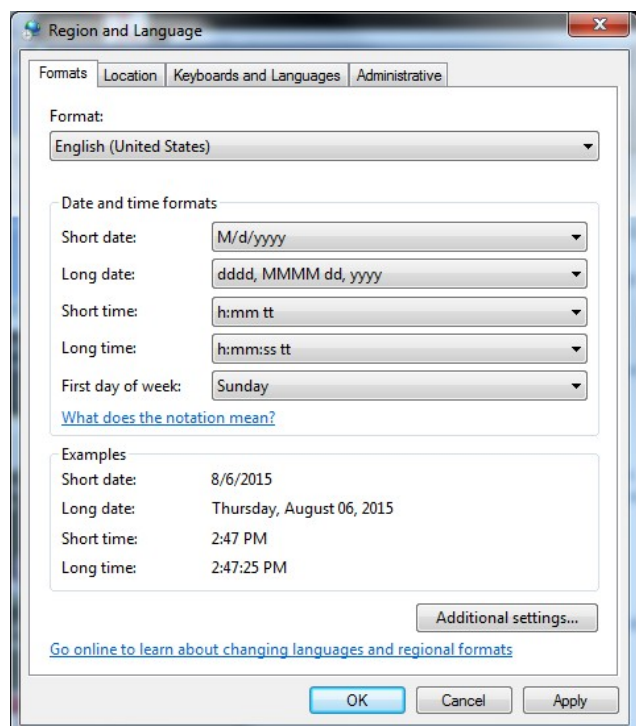 Region and Language
Formats Location Keyboards and Languages Administrative
Format:
English (United States)
Date and time formats
Short date: M/d/yyyy
Long date: dddd, MMMM dd, yyyy
Short time: h:mm tt
Long time: h:mm:ss tt
First day of week: Sunday
What does the notation mean?
Examples
Short date: 8/6/2015
Long date: Thursday, August 06, 2015
Short time: 2:47 PM
Long time: 2:47:25 PM
Additional settings...
Go online to learn about changing languages and regional formats
OK Cancel Apply